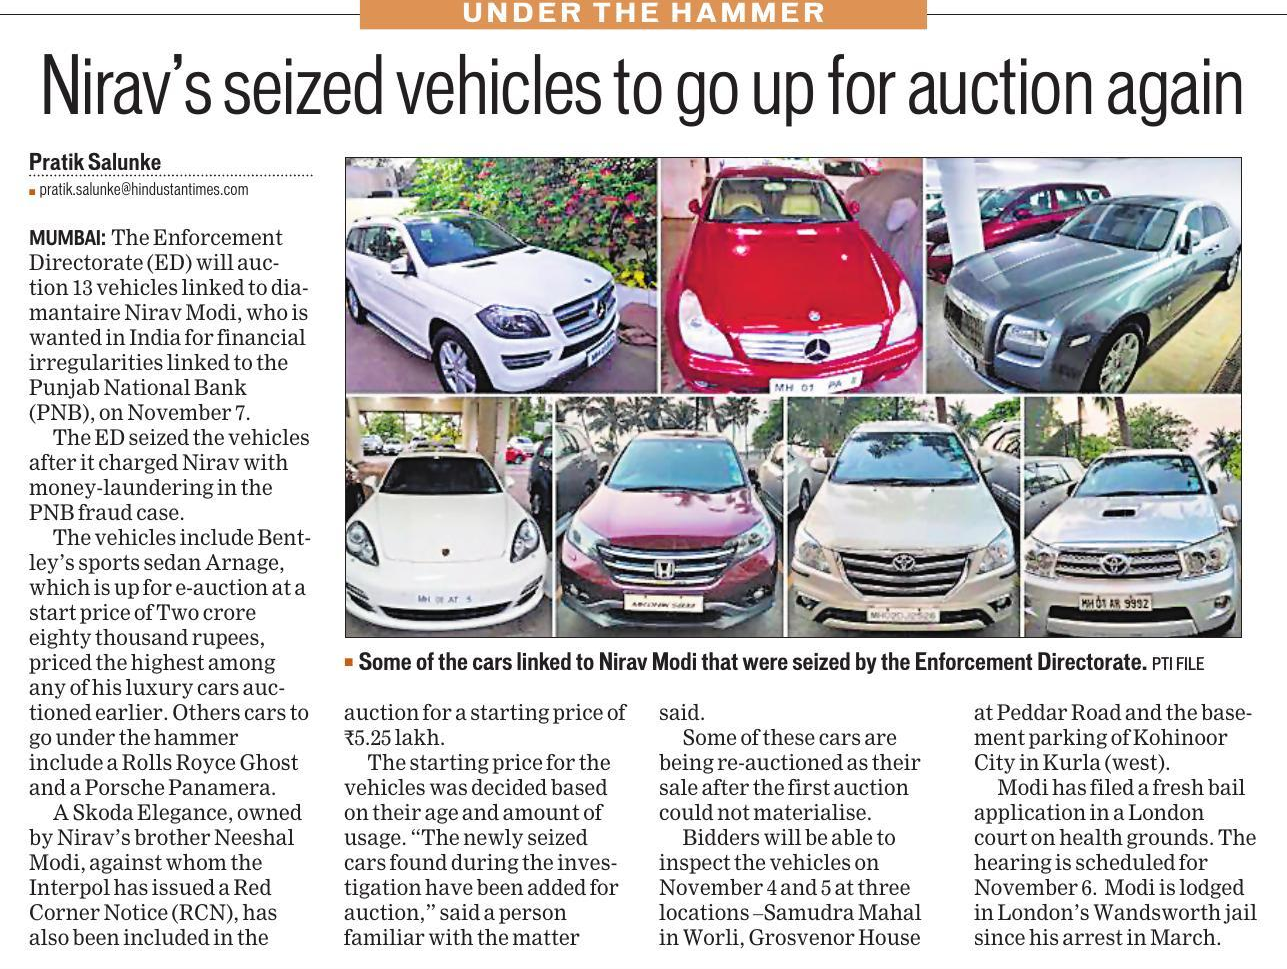 UNDER THE HAMMER
Nirav’s seized vehicles to go up for auction again
Pratik Salunke
■ pratik.salunke@hindustantimes.com
MUMBAI: The Enforcement
Directorate (ED) will auc-
tion 13 vehicles linked to dia-
mantaire Nirav Modi, who is
wanted in India for financial
irregularities linked to the
Punjab National Bank
(PNB), on November 7.
The ED seized the vehicles
after it charged Nirav with
money-laundering in the
PNB fraud case.
The vehicles include Bent-
ley’s sports sedan Arnage,
which is up for e-auction at a
start price of Two crore
eighty thousand rupees,
priced the highest among
any of his luxury cars auc-
tioned earlier. Others cars to
go under the hammer
include a Rolls Royce Ghost
and a Porsche Panamera.
A Skoda Elegance, owned
by Nirav’s brother Neeshal
Modi, against whom the
Interpol has issued a Red
Corner Notice (RCN), has
also been included in the
MH 01 PA
MH 01 AR 9992
■ Some of the cars linked to Nirav Modi that were seized by the Enforcement Directorate. PTI FILE
auction for a starting price of
₹5.25 lakh.
The starting price for the
vehicles was decided based
on their age and amount of
usage. “The newly seized
cars found during the inves-
tigation have been added for
auction,” said a person
familiar with the matter
said.
Some of these cars are
being re-auctioned as their
sale after the first auction
could not materialise.
Bidders will be able to
inspect the vehicles on
November 4 and 5 at three
locations –Samudra Mahal
in Worli, Grosvenor House
at Peddar Road and the base-
ment parking of Kohinoor
City in Kurla (west).
Modi has filed a fresh bail
application in a London
court on health grounds. The
hearing is scheduled for
November 6. Modi is lodged
in London’s Wandsworth jail
since his arrest in March.